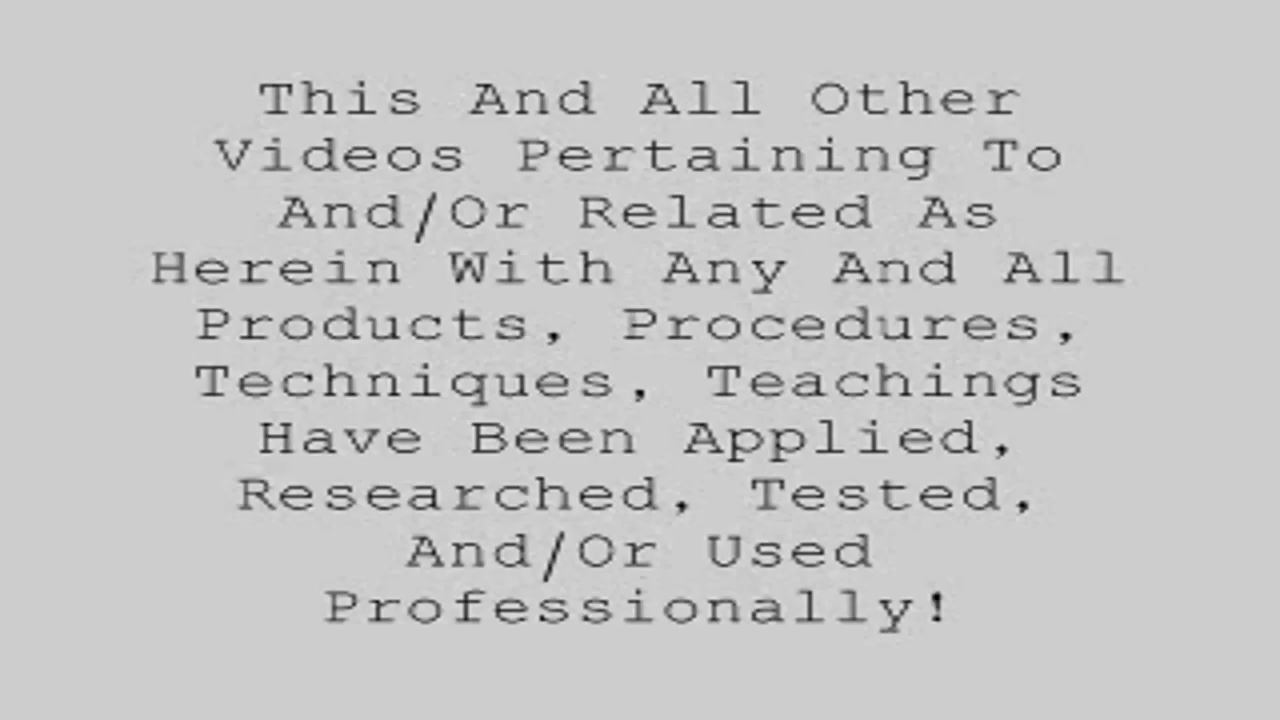 This And All Other
Videos Pertaining To
And/Or Related As
Herein With Any And All
Products, Procedures,
Techniques, Teachings
Have Been Applied,
Researched, Tested,
And/Or Used
Professionally!